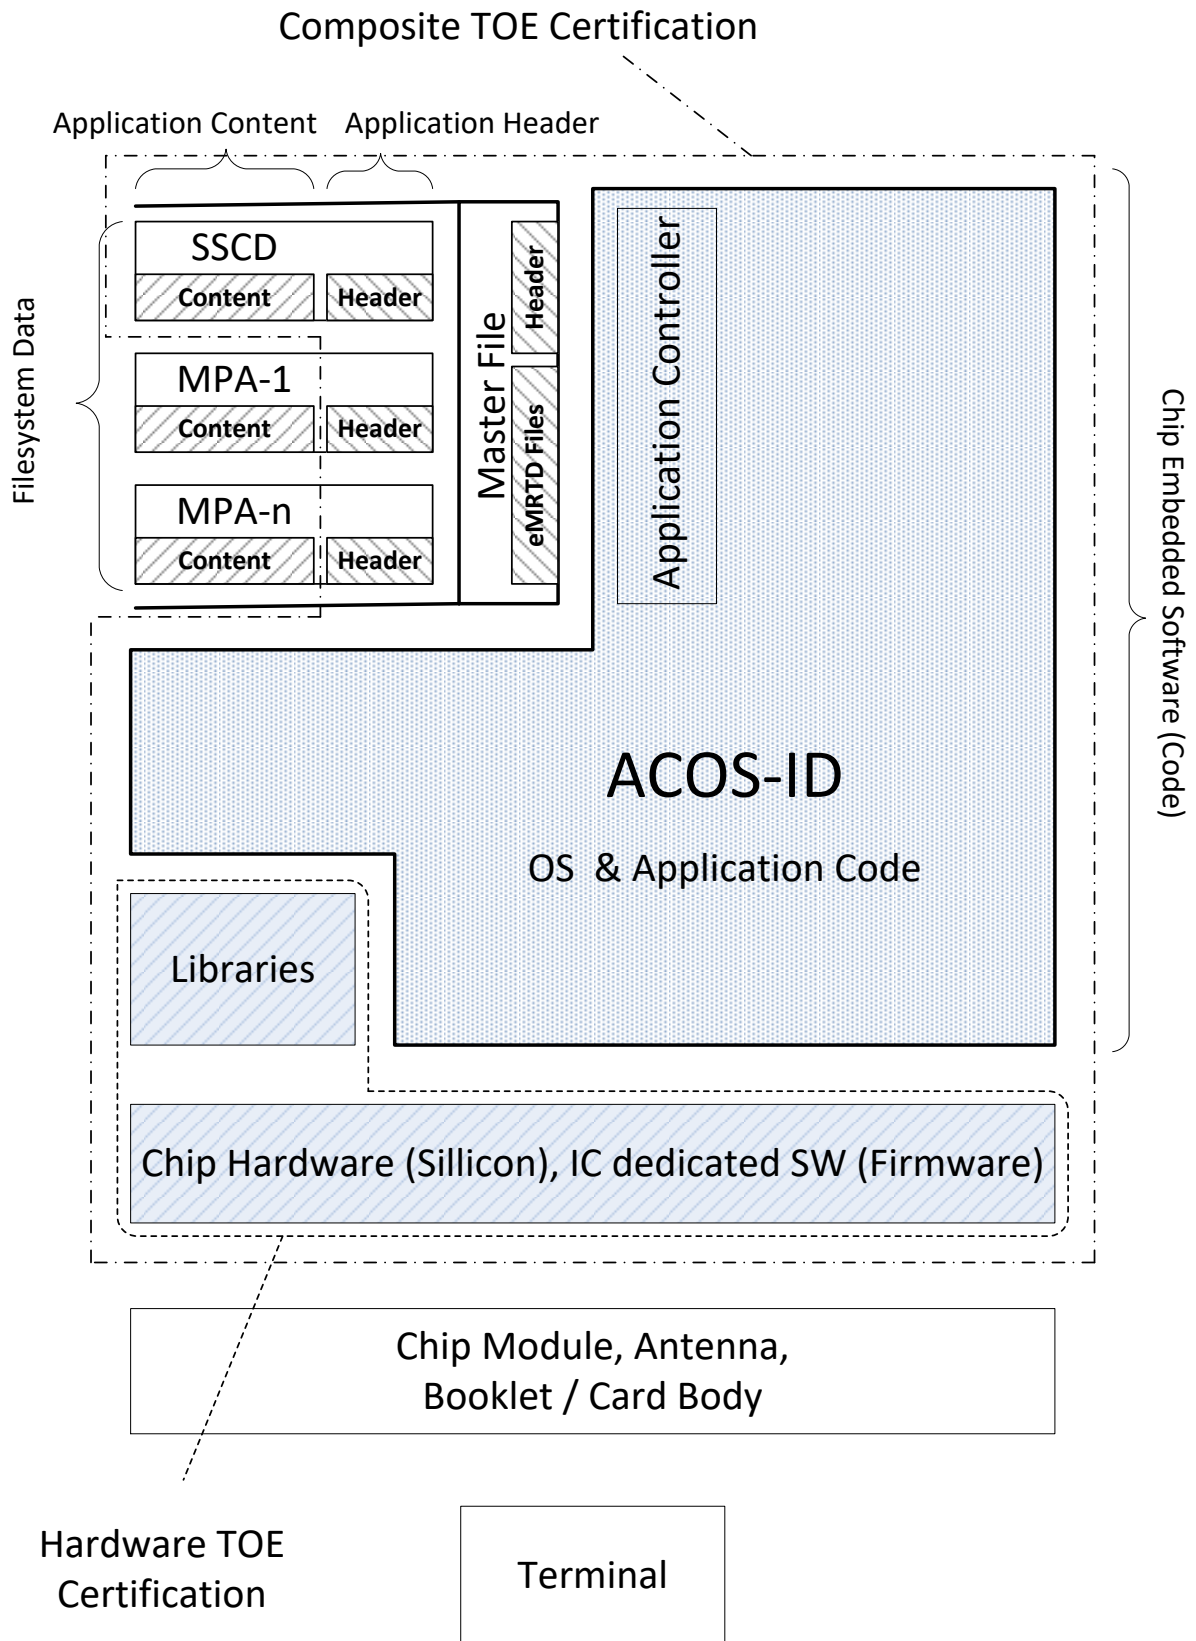 Composite TOE Certification
Application Content
Application Header
Filesystem Data
SSCD
Content
Header
MPA-1
Content
Header
MPA-n
Content
Header
Master File
Header
eMRTD Files
Application Controller
Chip Embedded Software (Code)
ACOS-ID
OS & Application Code
Libraries
Chip Hardware (Sillicon), IC dedicated SW (Firmware)
Chip Module, Antenna,
Booklet / Card Body
Hardware TOE
Certification
Terminal